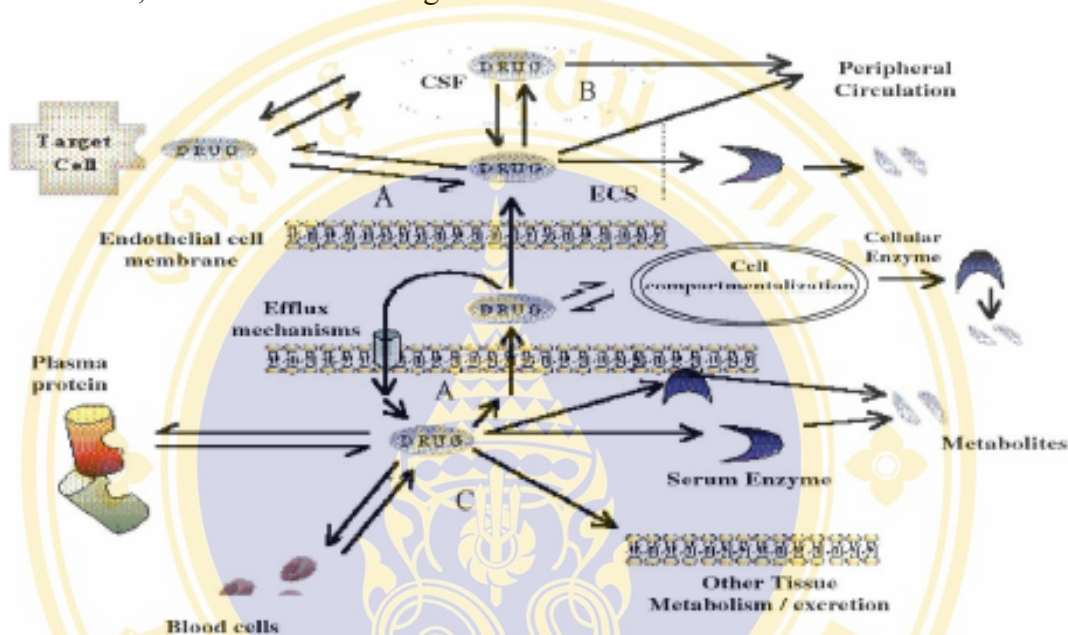 DRUG
CSF
B
Peripheral
Circulation
Target
Cell
DRUG
DRUG
A
ECS
Endothelial cell
membrane
Cellular
Enzyme
Cell
compartmentalization
DRUG
Efflux
mechanisms
Plasma
protein
A
DRUG
Metabolites
Serum Enzyme
C
Other Tissue
Metabolism / excretion
Blood cells